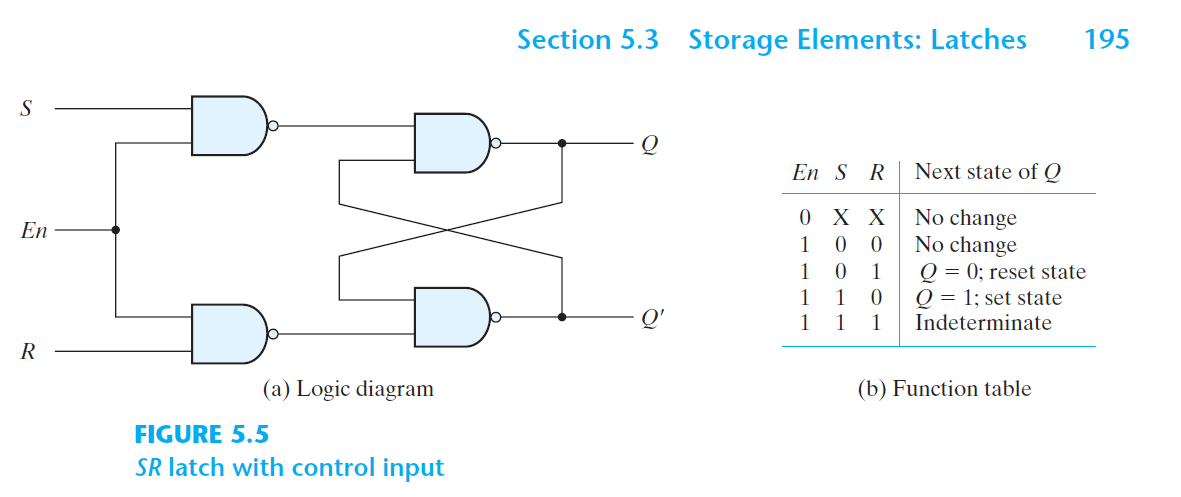 Section 5.3 Storage Elements: Latches 195
S
En
R
Q
Q'
(a) Logic diagram
En S R Next state of Q
0 X X No change
1 0 0 No change
1 0 1 Q = 0; reset state
1 1 0 Q = 1; set state
1 1 1 Indeterminate
(b) Function table
FIGURE 5.5
SR latch with control input